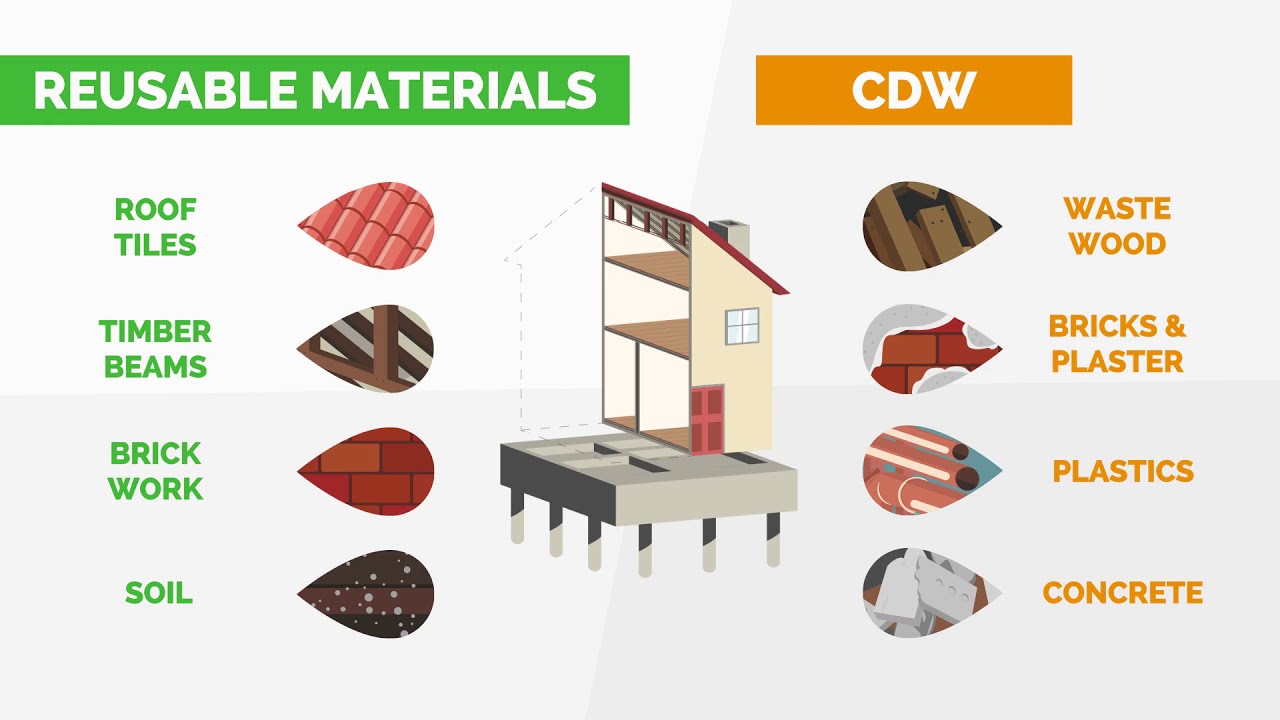 REUSABLE MATERIALS
ROOF
TILES
TIMBER
BEAMS
BRICK
WORK
SOIL
CDW
WASTE
WOOD
BRICKS &
PLASTER
PLASTICS
CONCRETE